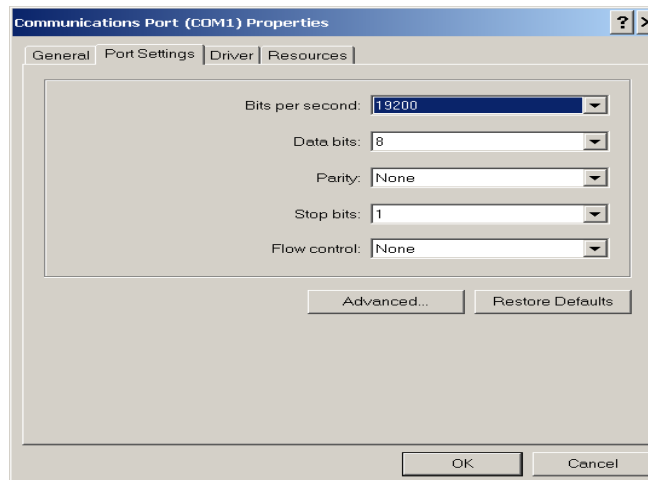 Communications Port (COM1) Properties
General Port Settings Driver Resources
Bits per second: 19200
Data bits: 8
Parity: None
Stop bits: 1
Flow control: None
Advanced... Restore Defaults
OK Cancel